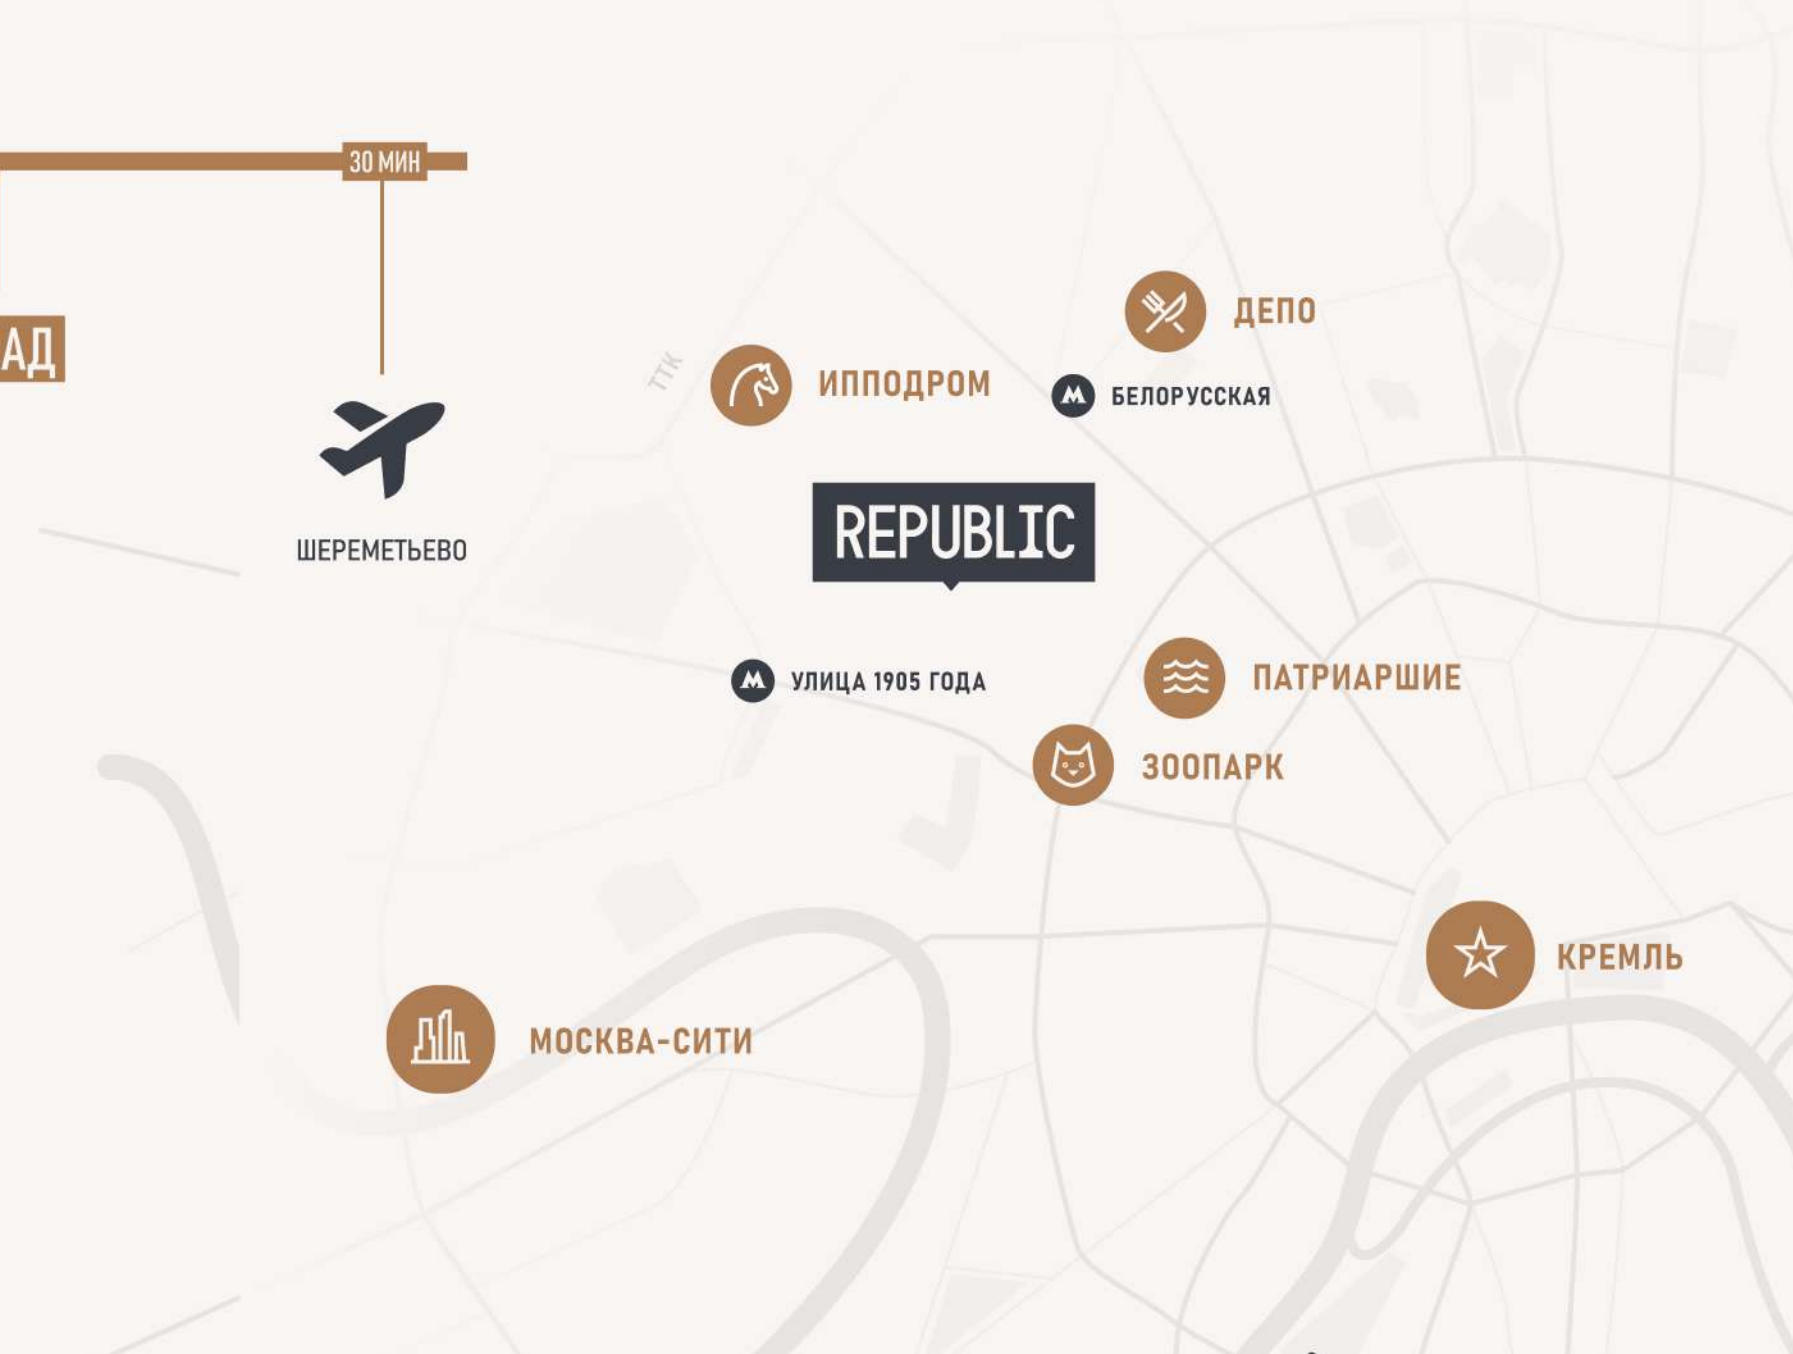 30 МИН
ДЕПО
АД
ТТК
ИППОДРОМ
БЕЛОРУССКАЯ
REPUBLIC
ШЕРЕМЕТЬЕВО
УЛИЦА 1905 ГОДА
ПАТРИАРШИЕ
ЗООПАРК
КРЕМЛЬ
МОСКВА-СИТИ